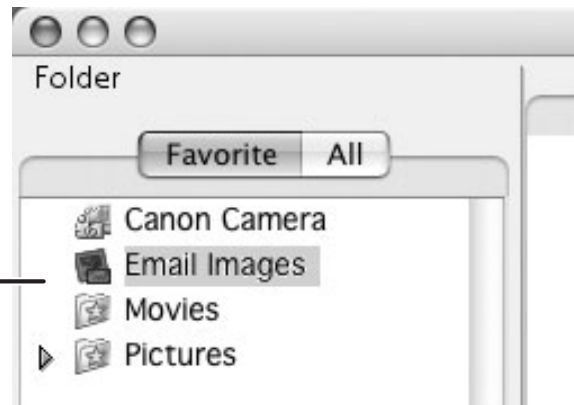 Folder
Favorite All
Canon Camera
Email Images
Movies
Pictures